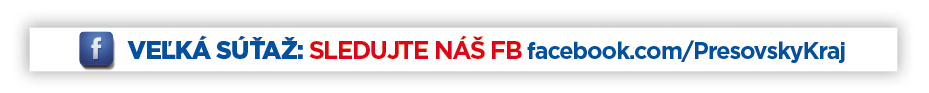 VEĽKÁ SÚŤAŽ: SLEDUJTE NÁŠ FB facebook.com/PresovskyKraj